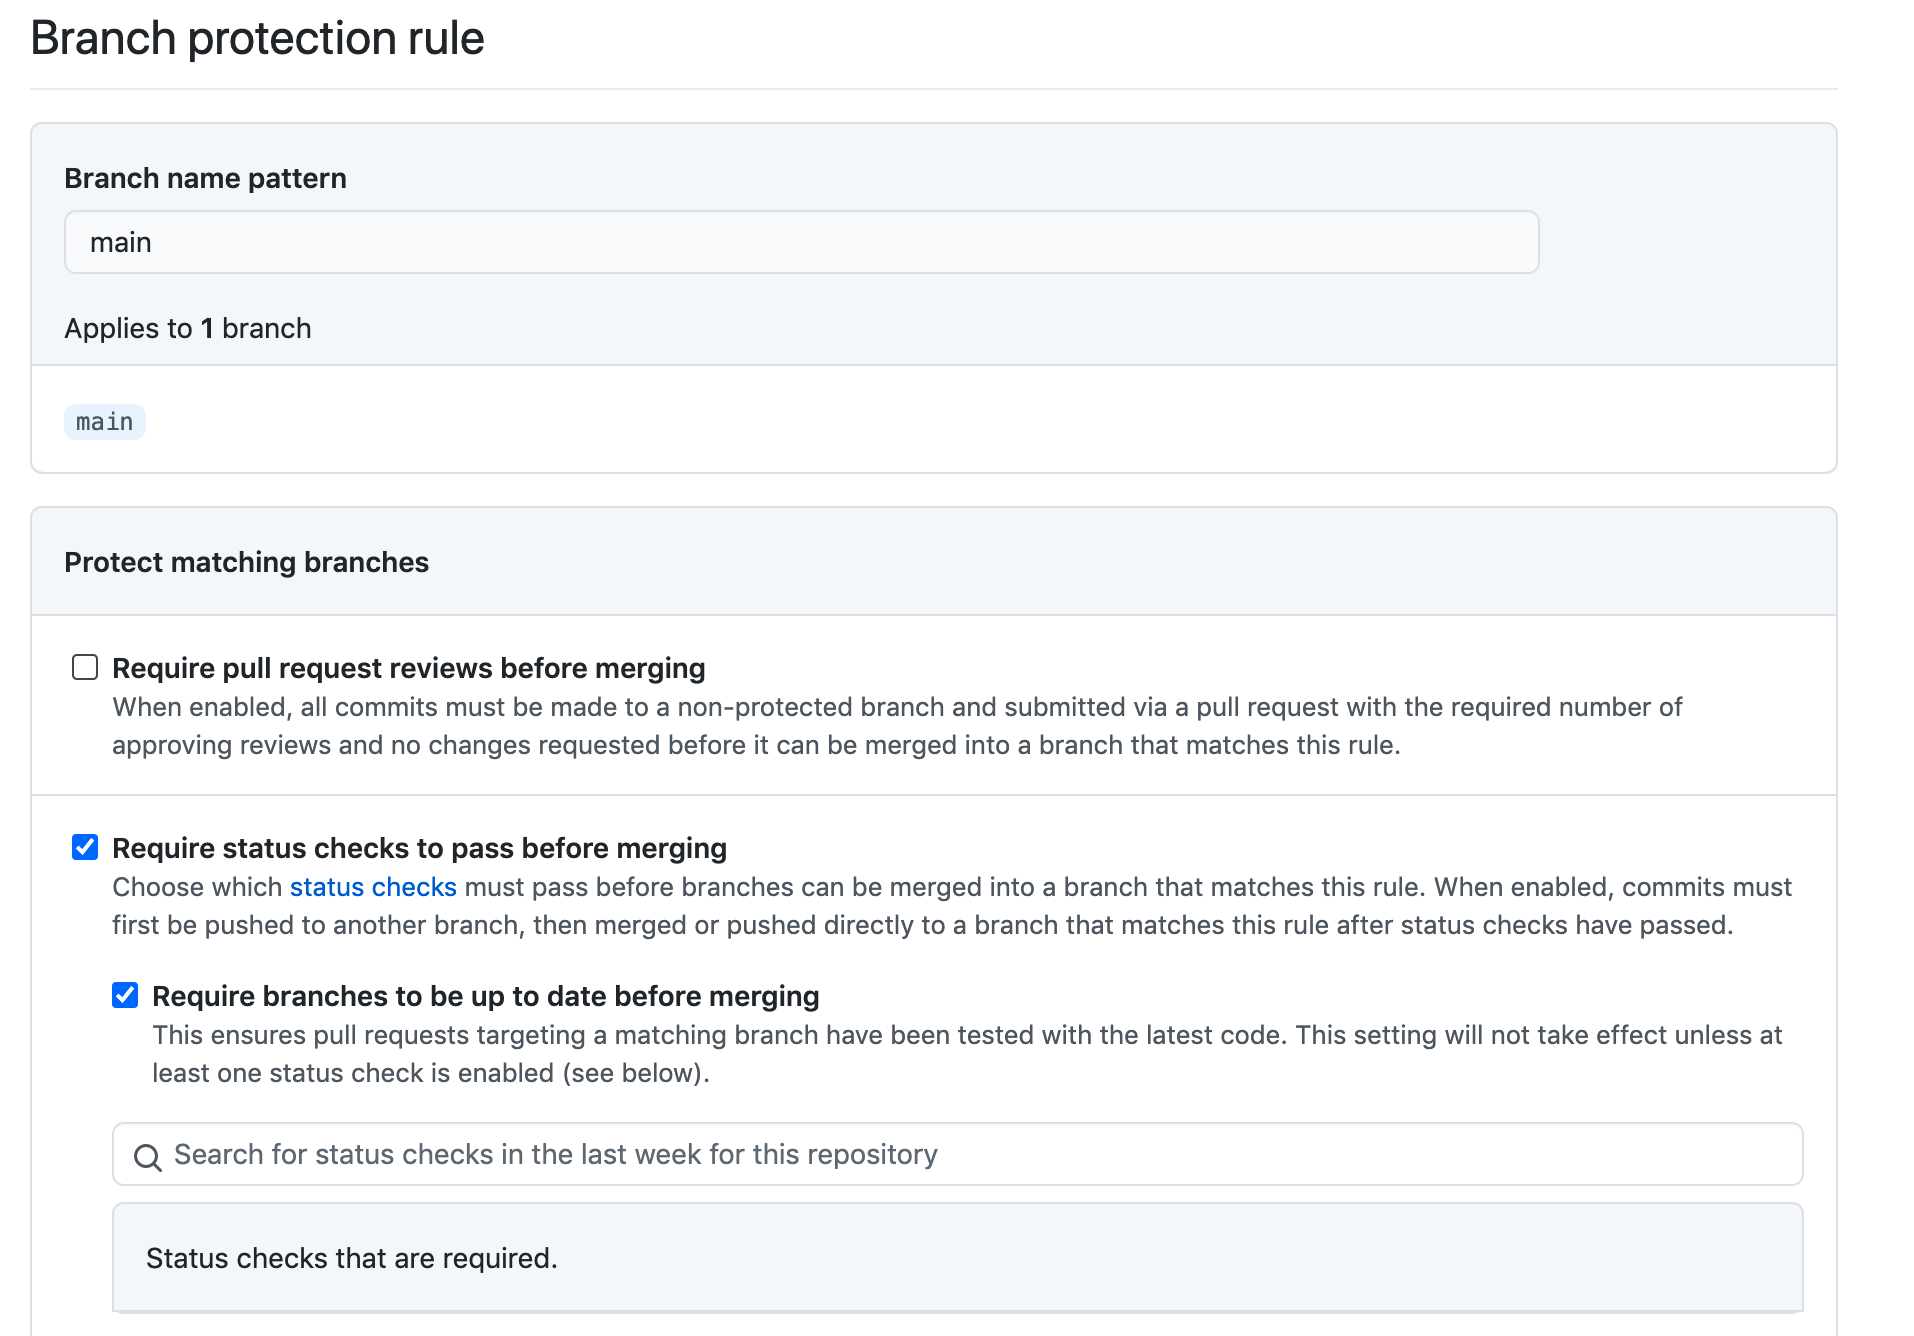 Branch protection rule
Branch name pattern
main
Applies to 1 branch
main
Protect matching branches
Require pull request reviews before merging
When enabled, all commits must be made to a non-protected branch and submitted via a pull request with the required number of
approving reviews and no changes requested before it can be merged into a branch that matches this rule.
Require status checks to pass before merging
Choose which status checks must pass before branches can be merged into a branch that matches this rule. When enabled, commits must
first be pushed to another branch, then merged or pushed directly to a branch that matches this rule after status checks have passed.
Require branches to be up to date before merging
This ensures pull requests targeting a matching branch have been tested with the latest code. This setting will not take effect unless at
least one status check is enabled (see below).
Search for status checks in the last week for this repository
Status checks that are required.